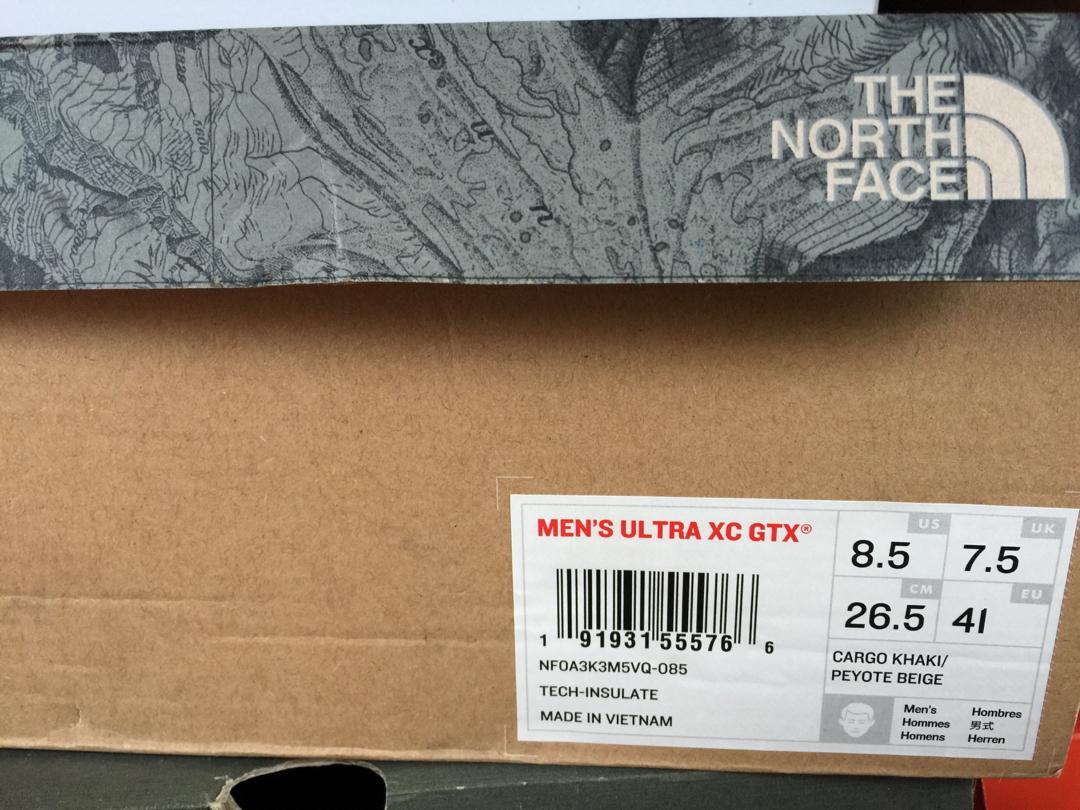 THE
NORTH
FACE
MEN'S ULTRA XC GTX®
1 91931 55576 6
NF0A3K3M5VQ-085
TECH-INSULATE
MADE IN VIETNAM
US
8.5
UK
7.5
CM
26.5
EU
41
CARGO KHAKI/
PEYOTE BEIGE
Men's
Hommes
Homens
Hombres
男式
Herren